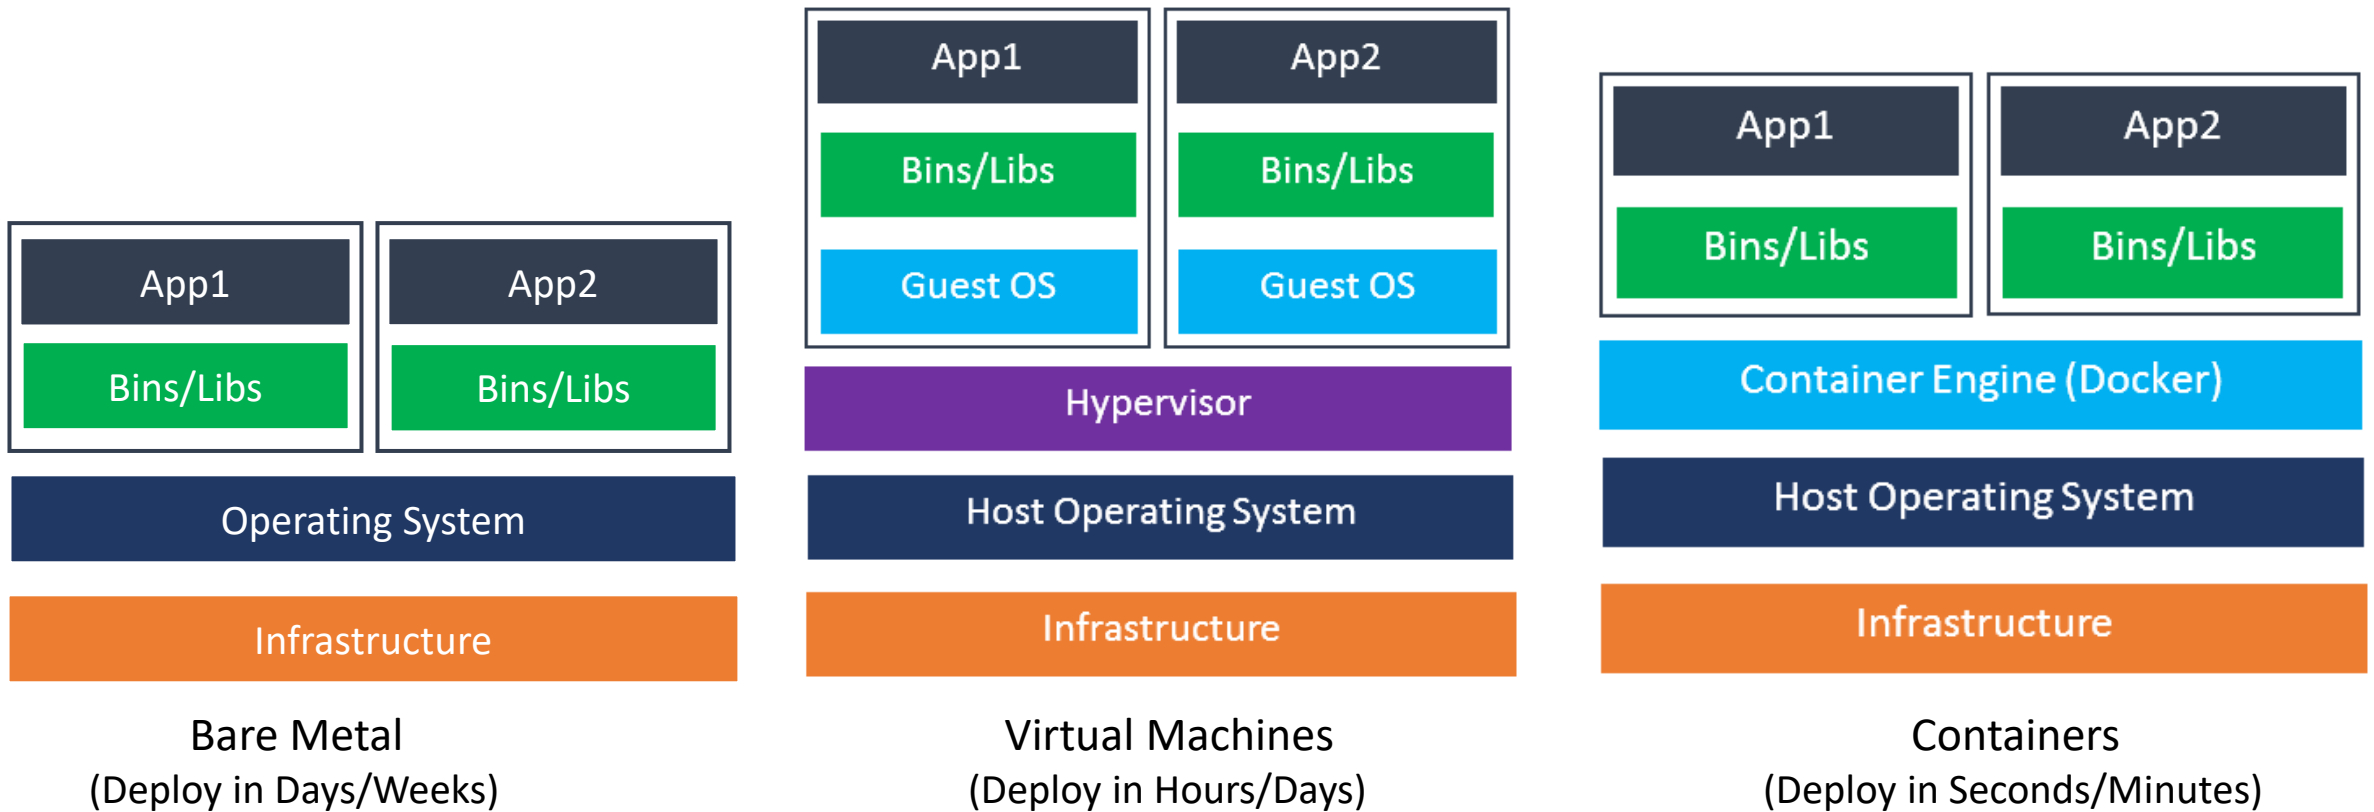 App1
App2
Bins/Libs
Bins/Libs
Operating System
Infrastructure
Bare Metal
(Deploy in Days/Weeks)
App1
App2
Bins/Libs
Bins/Libs
Guest OS
Guest OS
Hypervisor
Host Operating System
Infrastructure
Virtual Machines
(Deploy in Hours/Days)
App1
App2
Bins/Libs
Bins/Libs
Container Engine (Docker)
Host Operating System
Infrastructure
Containers
(Deploy in Seconds/Minutes)